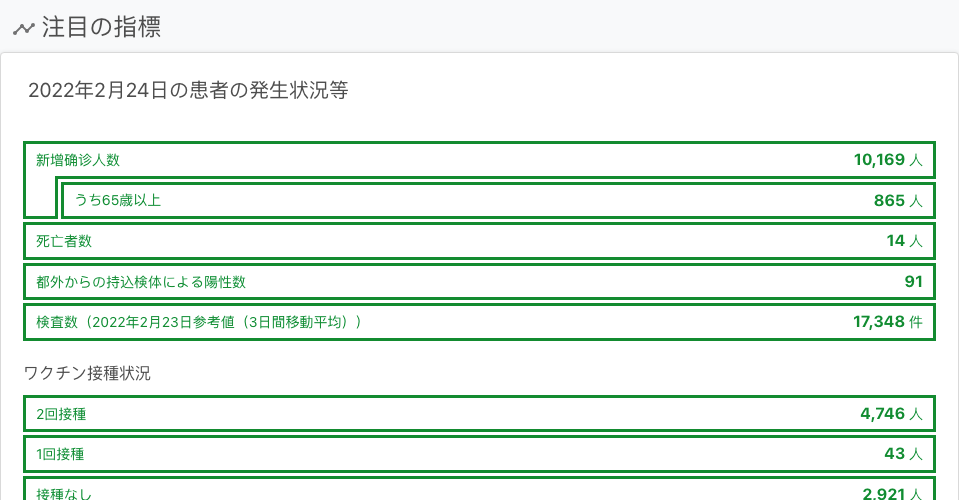 注目の指標
2022年2月24日の患者の発生状況等
新增确诊人数 10,169 人
うち65歳以上 865 人
死亡者数 14 人
都外からの持込検体による陽性数 91
検査数（2022年2月23日参考値（3日間移動平均）) 17,348 件
ワクチン接種状況
2回接種 4,746 人
1回接種 43 人
接種なし 2,921 人